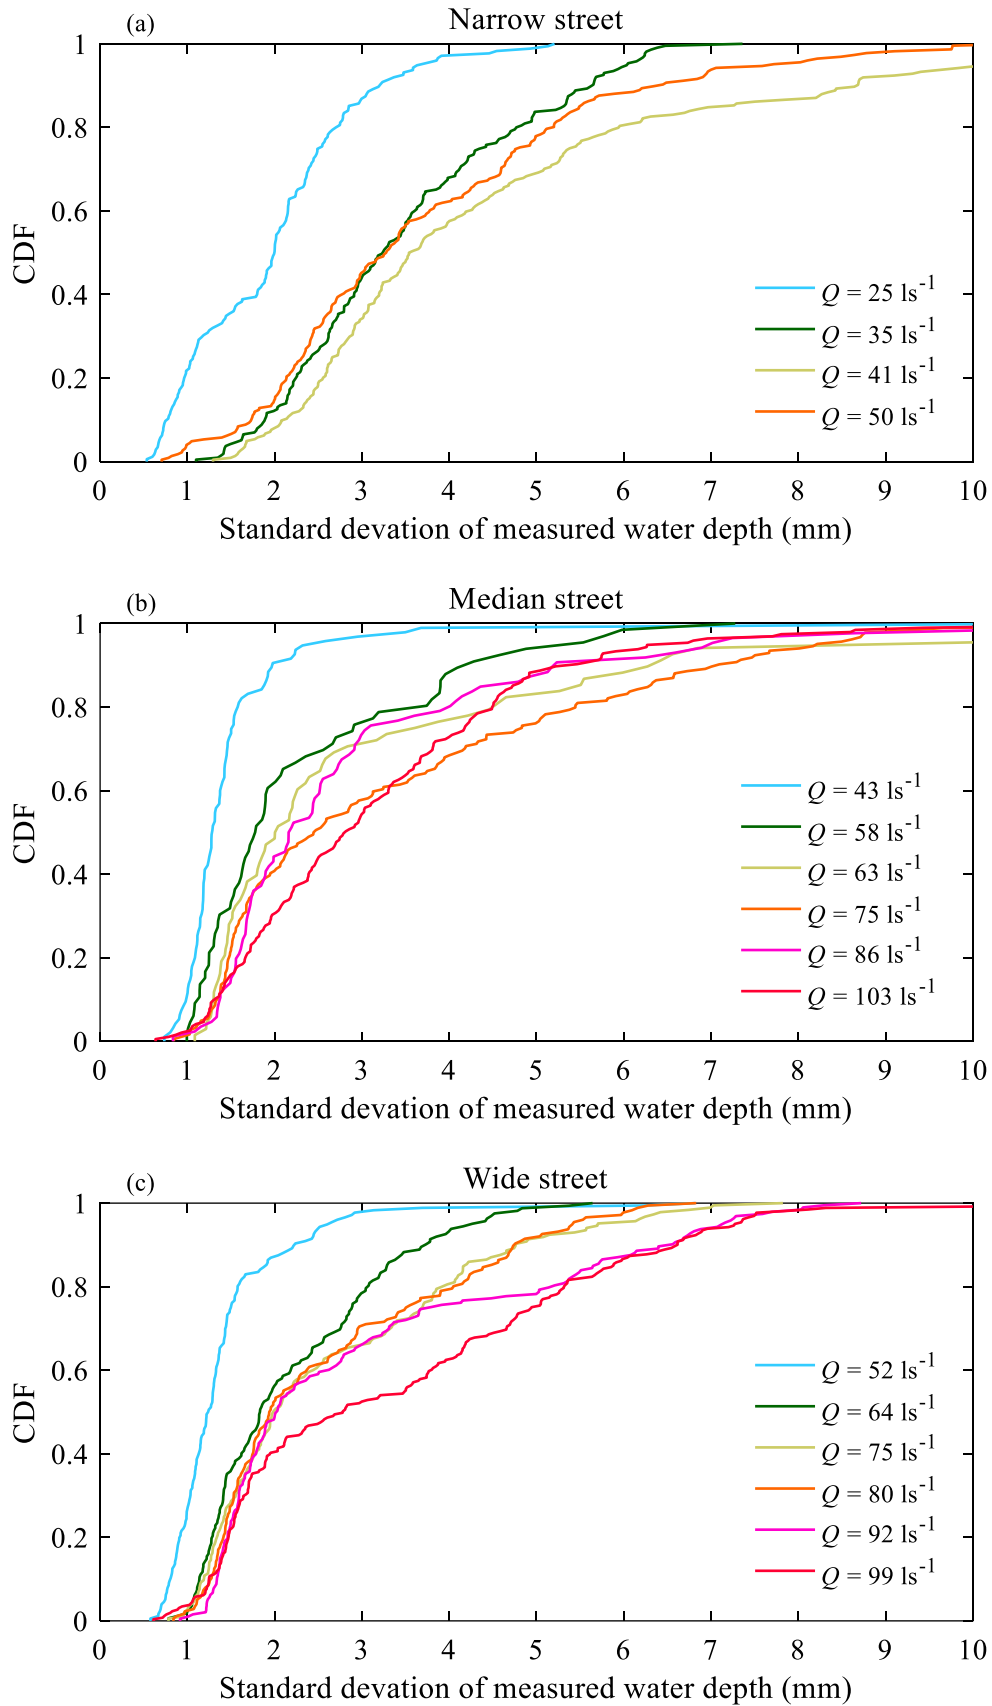 (a) Narrow street
1
0.8
0.6
0.4
0.2
0
CDF
Q = 25 ls⁻¹
Q = 35 ls⁻¹
Q = 41 ls⁻¹
Q = 50 ls⁻¹
0 1 2 3 4 5 6 7 8 9 10
Standard devation of measured water depth (mm)
(b) Median street
1
0.8
0.6
0.4
0.2
0
CDF
Q = 43 ls⁻¹
Q = 58 ls⁻¹
Q = 63 ls⁻¹
Q = 75 ls⁻¹
Q = 86 ls⁻¹
Q = 103 ls⁻¹
0 1 2 3 4 5 6 7 8 9 10
Standard devation of measured water depth (mm)
(c) Wide street
1
0.8
0.6
0.4
0.2
0
CDF
Q = 52 ls⁻¹
Q = 64 ls⁻¹
Q = 75 ls⁻¹
Q = 80 ls⁻¹
Q = 92 ls⁻¹
Q = 99 ls⁻¹
0 1 2 3 4 5 6 7 8 9 10
Standard devation of measured water depth (mm)